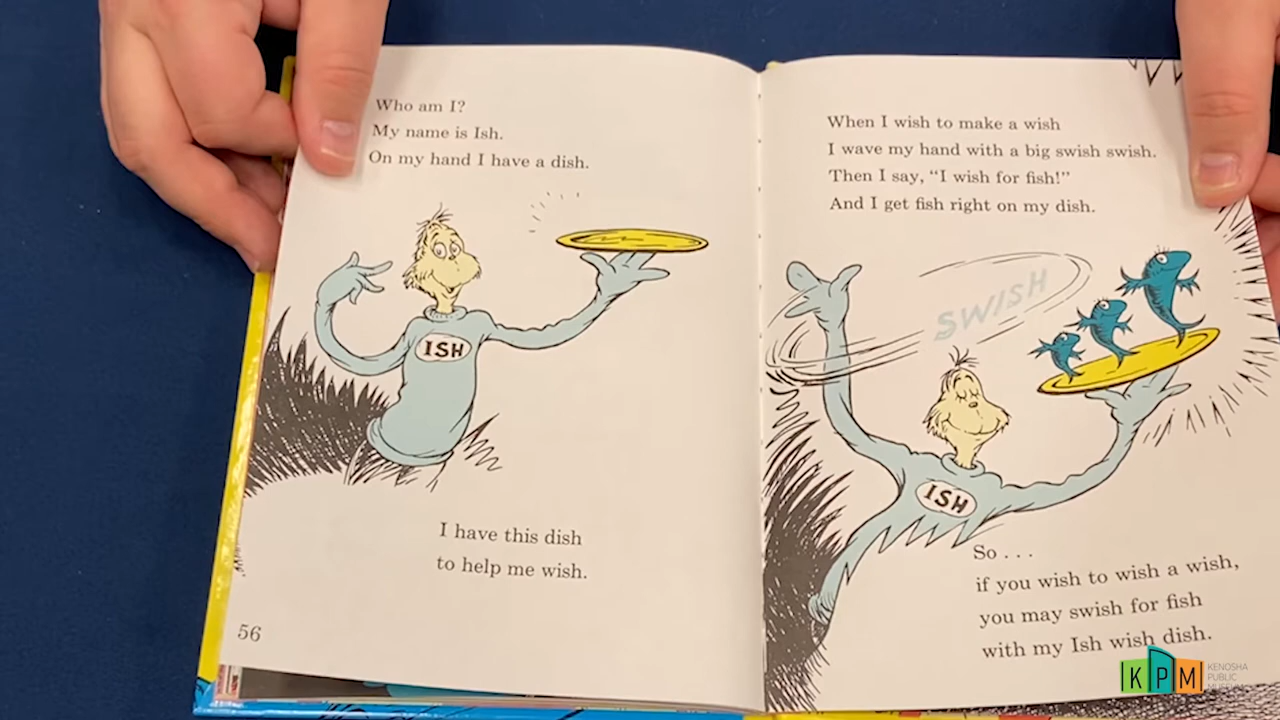 Who am I?
My name is Ish.
On my hand I have a dish.
ISH
I have this dish
to help me wish.
56
When I wish to make a wish
I wave my hand with a big swish swish.
Then I say, “I wish for fish!”
And I get fish right on my dish.
SWISH
ISH
So . . .
if you wish to wish a wish,
you may swish for fish
with my Ish wish dish.
KPM
KENOSHA
PUBLIC
MUSEUM